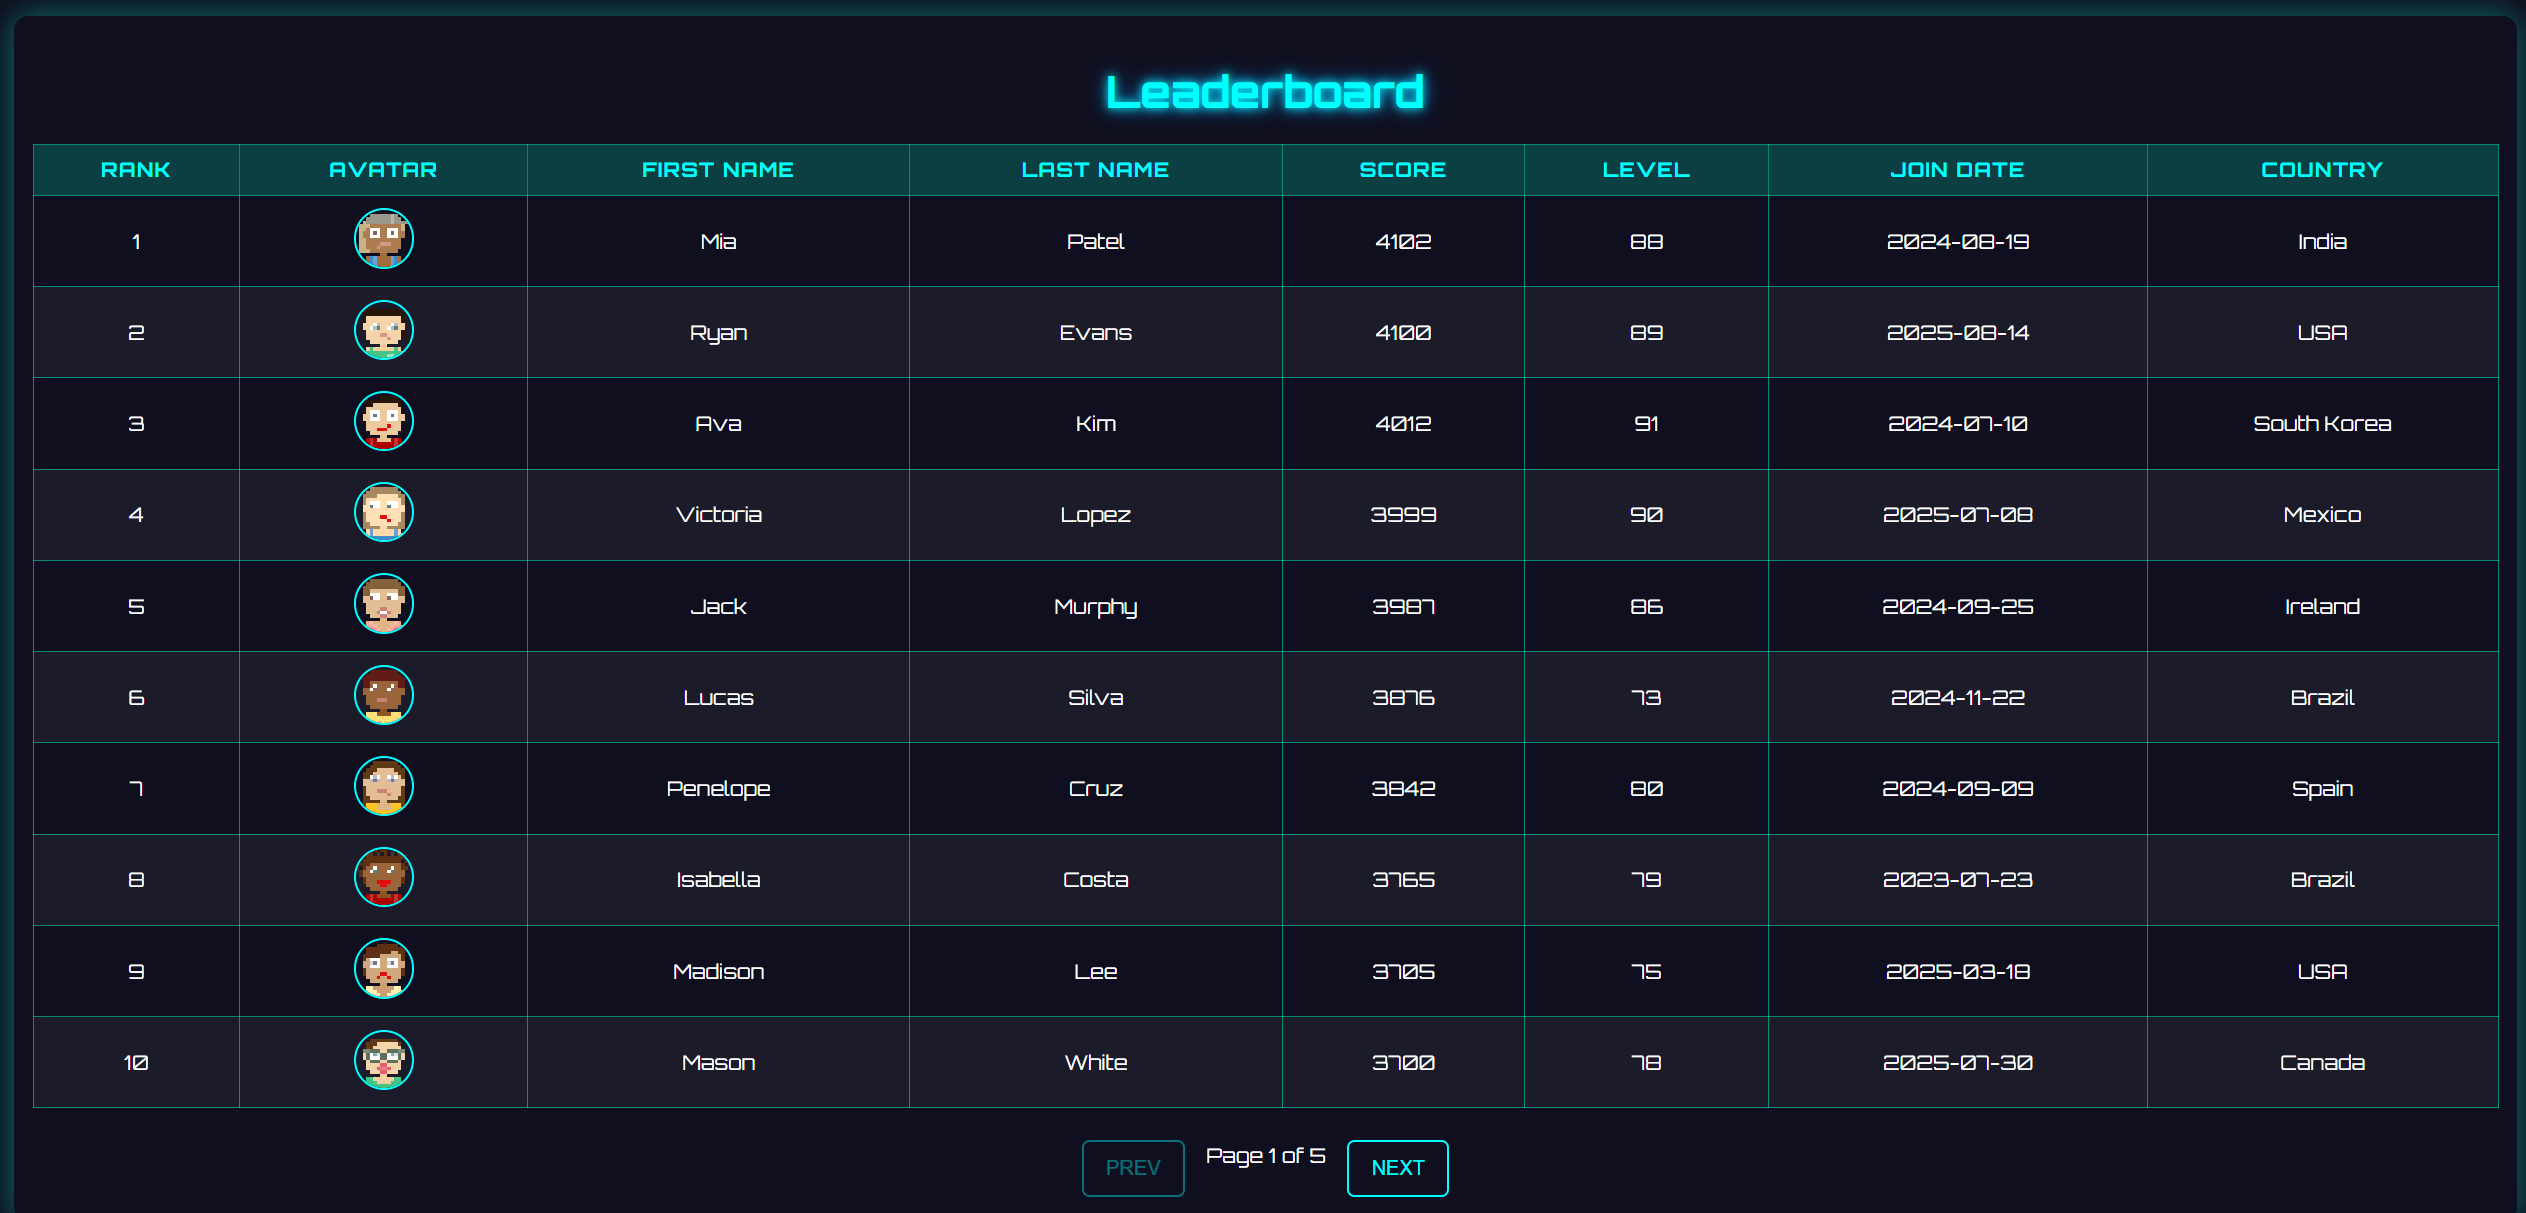 Leaderboard
RANK AVATAR FIRST NAME LAST NAME SCORE LEVEL JOIN DATE COUNTRY
1 Mia Patel 4102 88 2024-08-19 India
2 Ryan Evans 4100 89 2025-08-14 USA
3 Ava Kim 4012 91 2024-07-10 South Korea
4 Victoria Lopez 3999 90 2025-07-08 Mexico
5 Jack Murphy 3987 86 2024-09-25 Ireland
6 Lucas Silva 3876 73 2024-11-22 Brazil
7 Penelope Cruz 3842 80 2024-09-09 Spain
8 Isabella Costa 3765 79 2023-07-23 Brazil
9 Madison Lee 3705 75 2025-03-18 USA
10 Mason White 3700 78 2025-07-30 Canada
PREV Page 1 of 5 NEXT